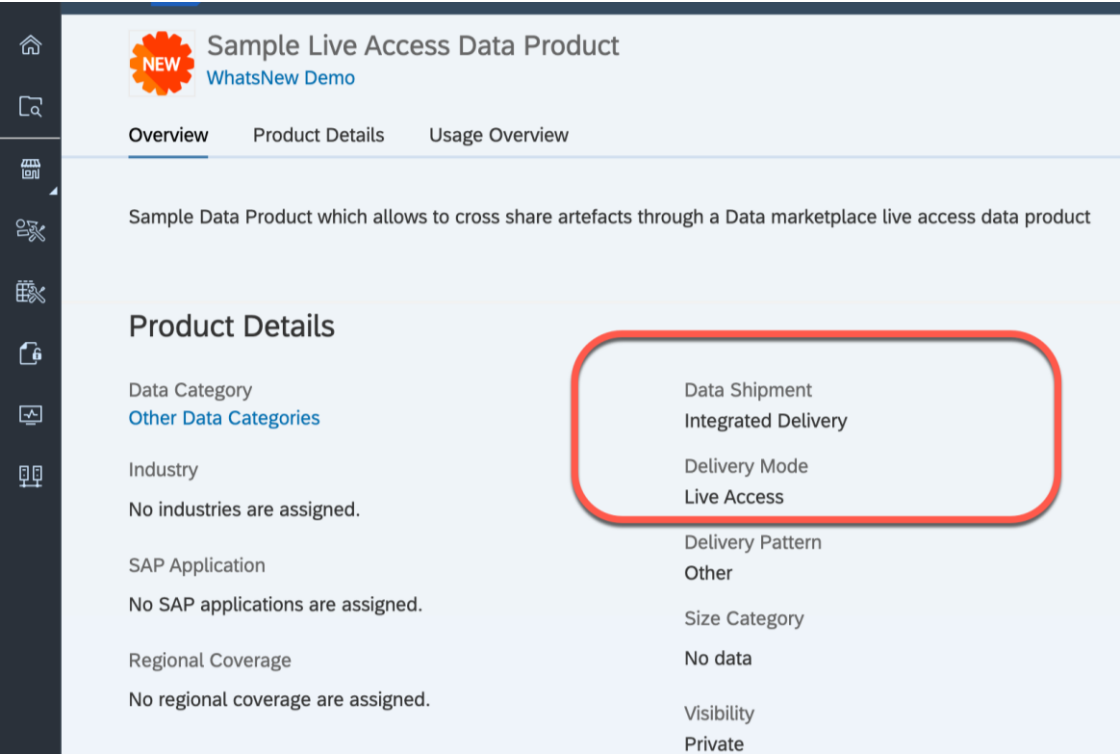 NEW
Sample Live Access Data Product
WhatsNew Demo
Overview Product Details Usage Overview
Sample Data Product which allows to cross share artefacts through a Data marketplace live access data product
Product Details
Data Category
Other Data Categories
Industry
No industries are assigned.
SAP Application
No SAP applications are assigned.
Regional Coverage
No regional coverage are assigned.
Data Shipment
Integrated Delivery
Delivery Mode
Live Access
Delivery Pattern
Other
Size Category
No data
Visibility
Private